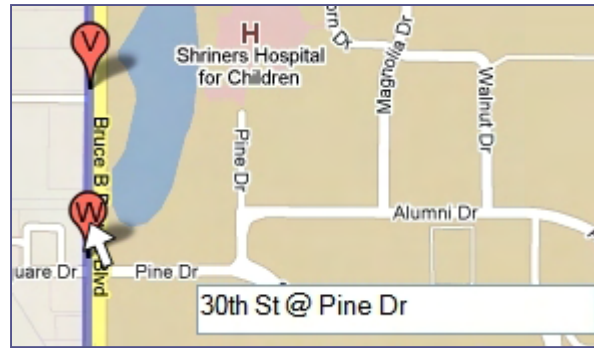 V
H
Shriners Hospital
for Children
Magnolia Dr
Walnut Dr
Pine Dr
Bruce B
Blvd
W
Alumni Dr
uare Dr
Pine Dr
30th St @ Pine Dr